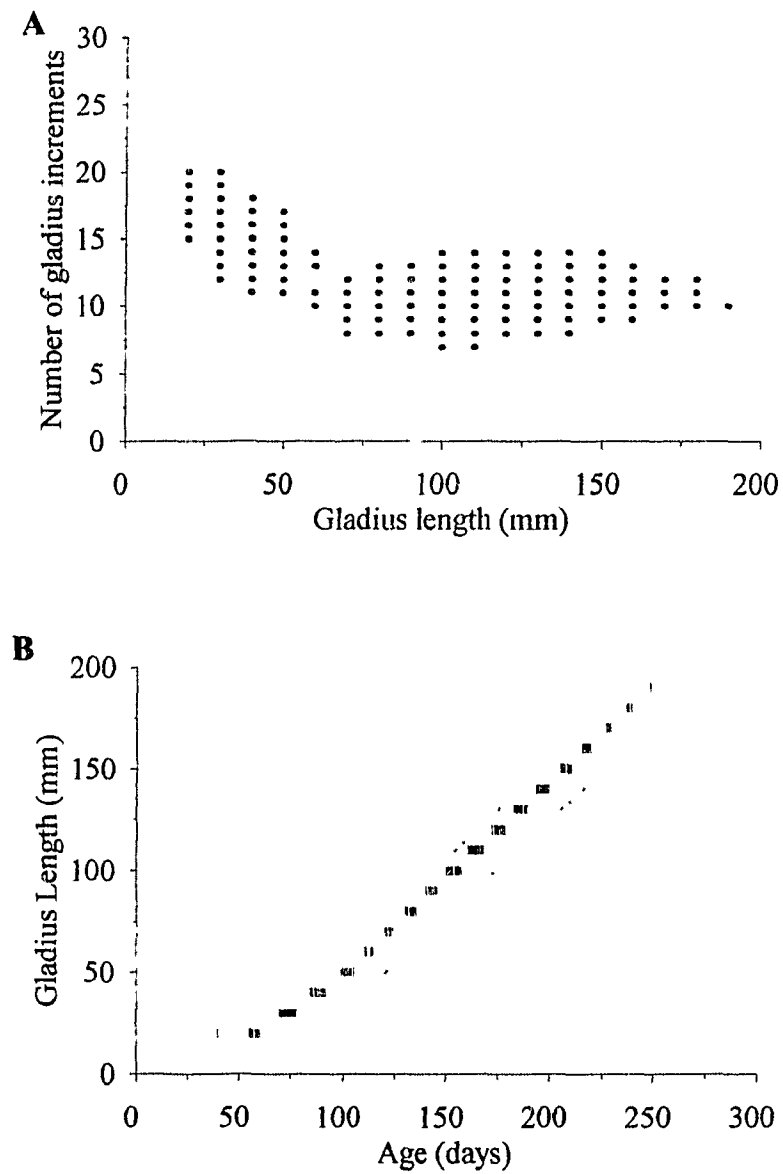 A
Number of gladius increments
30
25
20
15
10
5
0
0 50 100 150 200
Gladius length (mm)
B
Gladius Length (mm)
200
150
100
50
0
0 50 100 150 200 250 300
Age (days)